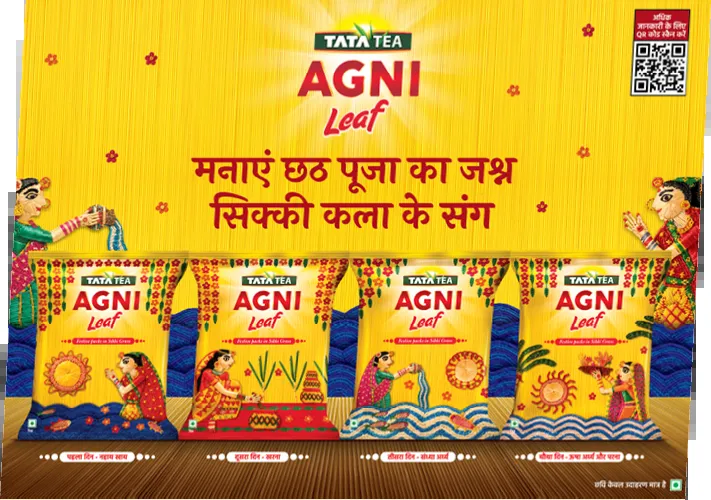 अधिक
जानकारी के लिए
QR कोड स्कैन करें
TATA TEA
AGNI
Leaf
मनाएं छठ पूजा का जश्न
सिक्की कला के संग
TATA TEA
AGNI
Leaf
Festive packs in Sikki Grass
TATA TEA
AGNI
Leaf
Festive packs in Sikki Grass
TATA TEA
AGNI
Leaf
Festive packs in Sikki Grass
TATA TEA
AGNI
Leaf
Festive packs in Sikki Grass
पहला दिन - नहाय खाय
दूसरा दिन - खरना
तीसरा दिन - संध्या अर्घ्य
चौथा दिन - ऊषा अर्घ्य और परना
छवि केवल उदाहरण मात्र है